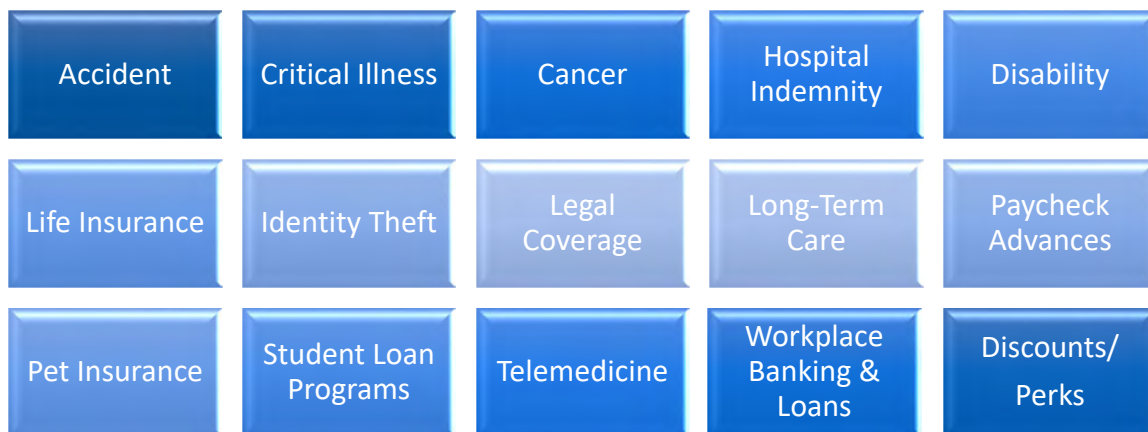 Accident
Critical Illness
Cancer
Hospital
Indemnity
Disability
Life Insurance
Identity Theft
Legal
Coverage
Long-Term
Care
Paycheck
Advances
Pet Insurance
Student Loan
Programs
Telemedicine
Workplace
Banking &
Loans
Discounts/
Perks